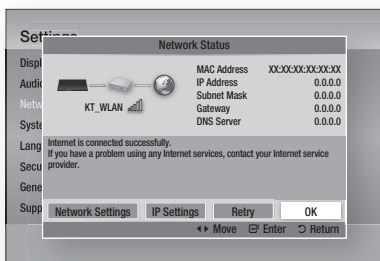 Settings
Network Status
Displ
Audio
Netw
Syste
Lang
Secu
Gene
Supp
KT_WLAN
MAC Address XX:XX:XX:XX:XX:XX
IP Address 0.0.0.0
Subnet Mask 0.0.0.0
Gateway 0.0.0.0
DNS Server 0.0.0.0
Internet is connected successfully.
If you have a problem using any Internet services, contact your Internet service
provider.
Network Settings IP Settings Retry OK
Move Enter Return